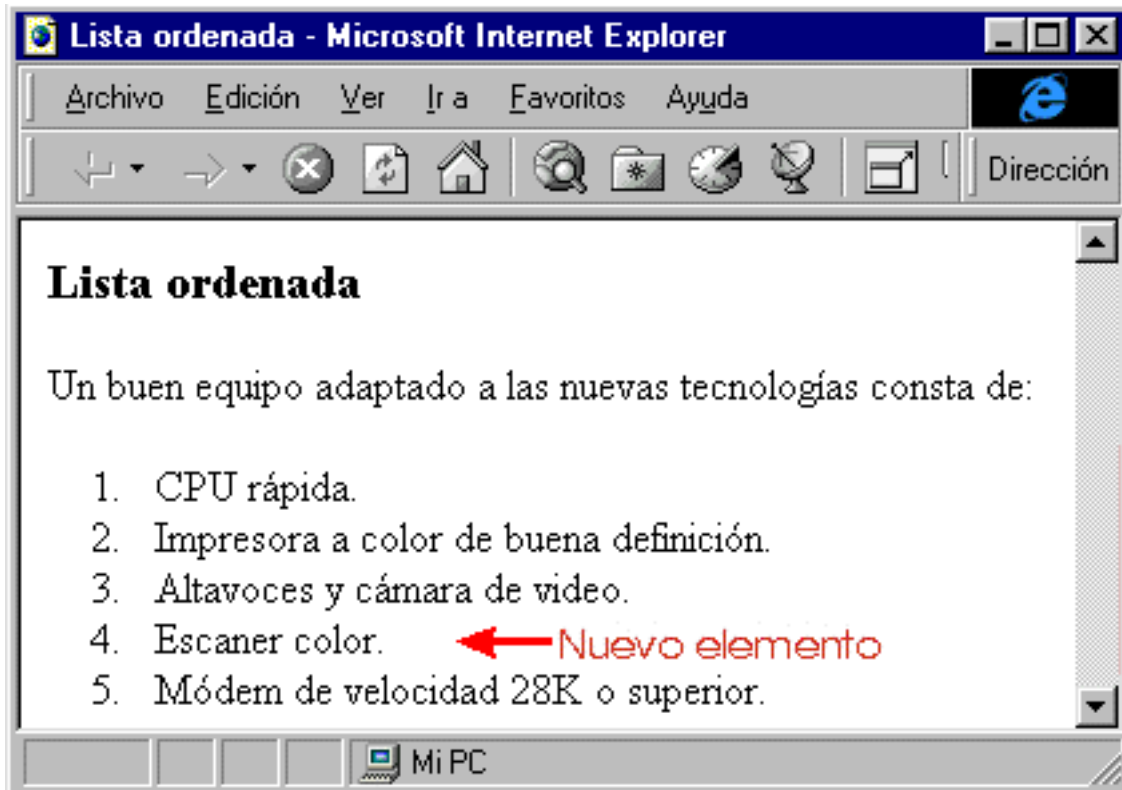 Lista ordenada - Microsoft Internet Explorer
Archivo Edición Ver Ir a Favoritos Ayuda
Dirección
Lista ordenada
Un buen equipo adaptado a las nuevas tecnologías consta de:
1. CPU rápida.
2. Impresora a color de buena definición.
3. Altavoces y cámara de video.
4. Escaner color. Nuevo elemento
5. Módem de velocidad 28K o superior.
Mi PC